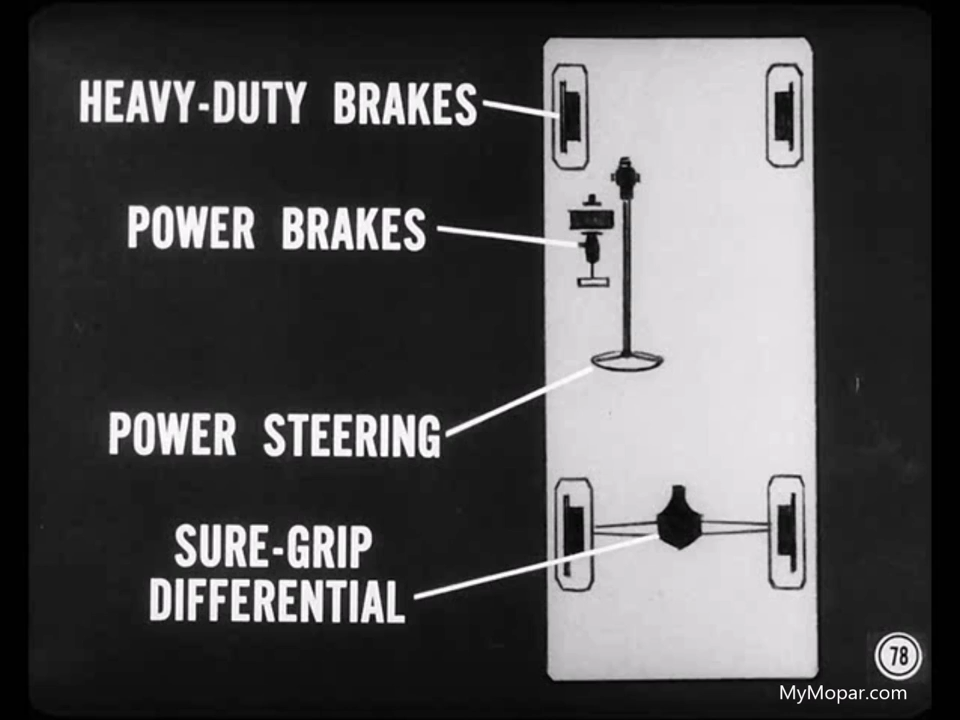 HEAVY-DUTY BRAKES
POWER BRAKES
POWER STEERING
SURE-GRIP
DIFFERENTIAL
78
MyMopar.com